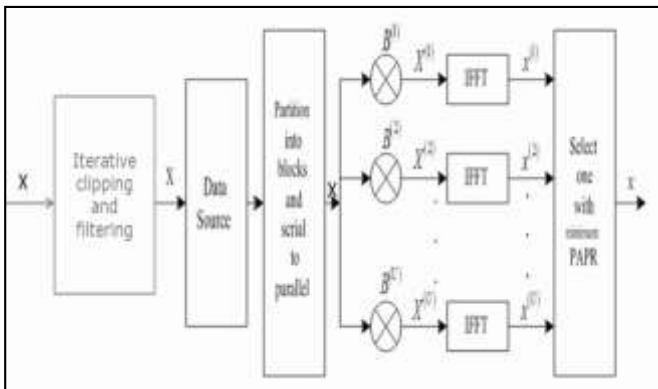 X
Iterative
clipping
and
filtering
X
Data
Source
Partition
into
blocks
and
serial
to
parallel
X
B(1)
X(1)
IFFT
x(1)
B(2)
X(2)
IFFT
x(2)
B(U)
X(U)
IFFT
x(U)
Select
one
with
minimum
PAPR
x